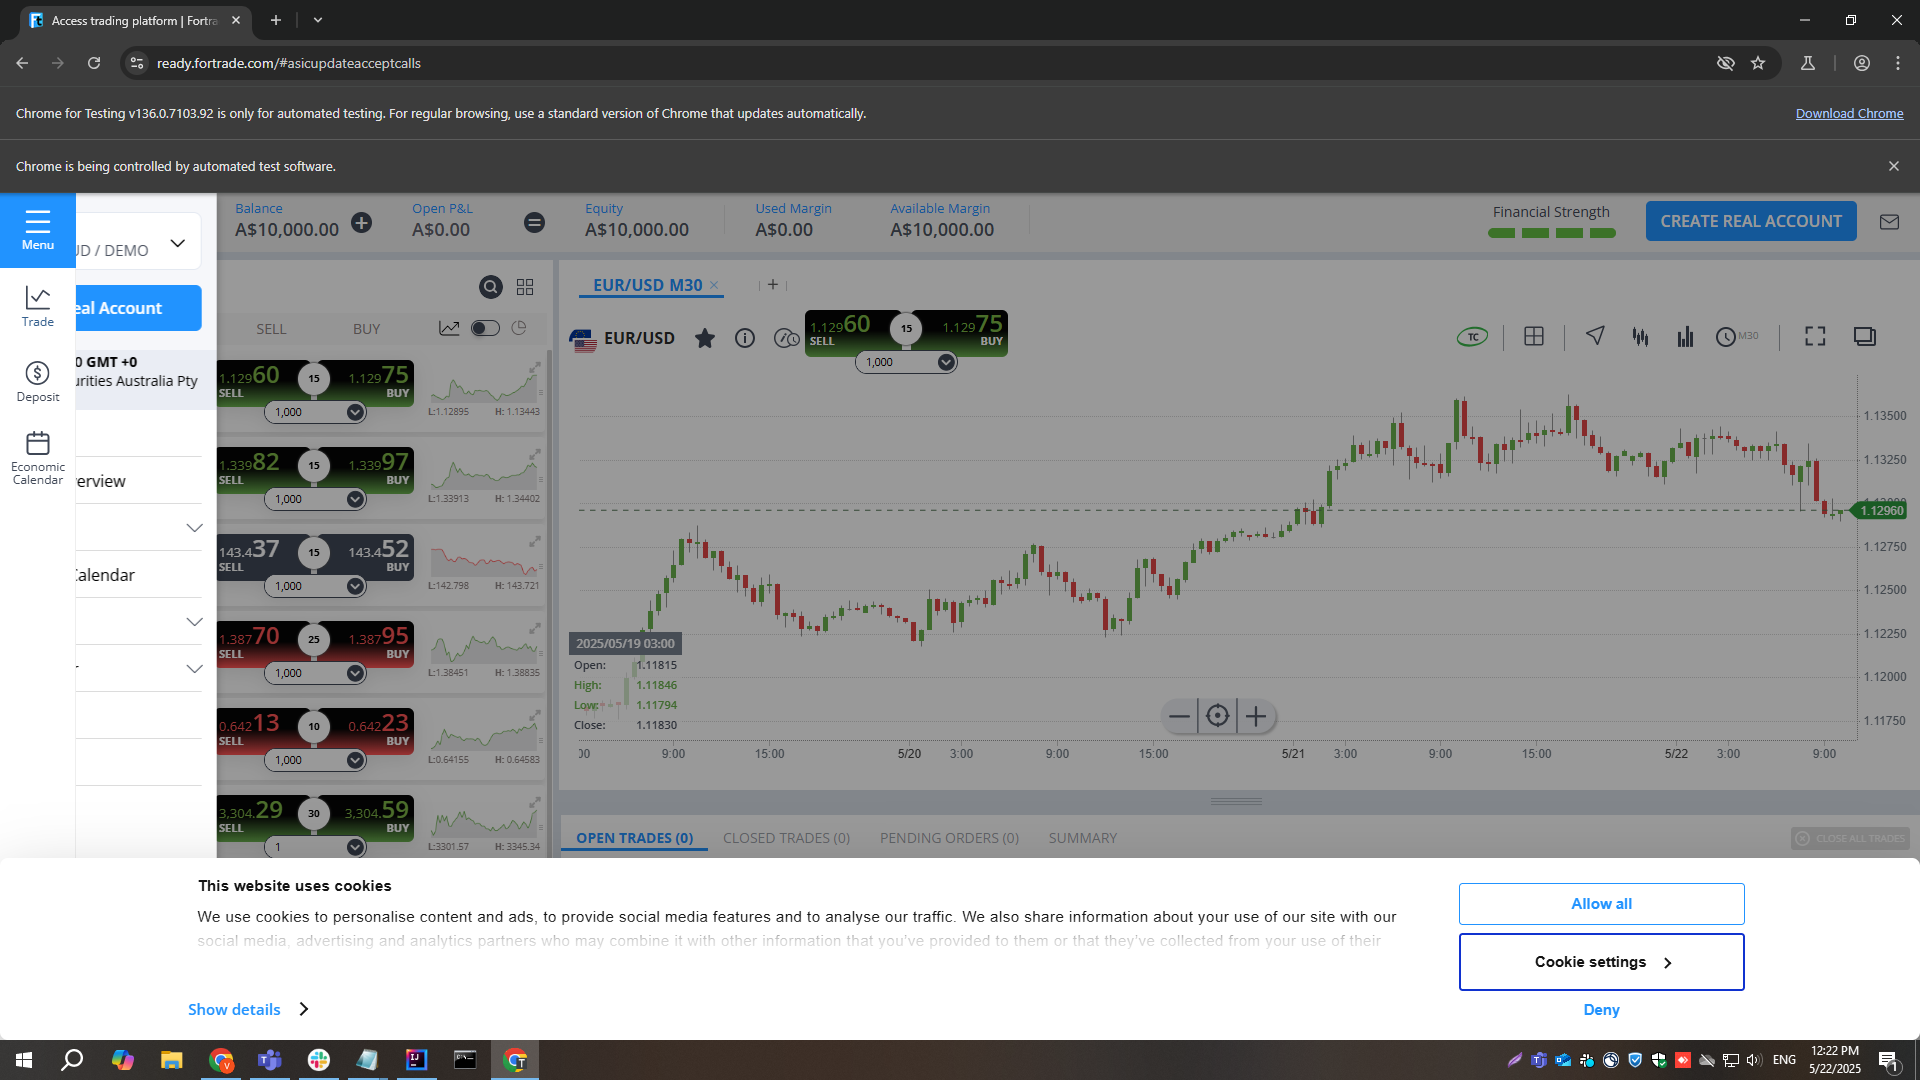 Access trading platform | Fortra
ready.fortrade.com/#asicupdateacceptcalls
Chrome for Testing v136.0.7103.92 is only for automated testing. For regular browsing, use a standard version of Chrome that updates automatically.
Download Chrome
Chrome is being controlled by automated test software.
Menu
Trade
Deposit
Economic
Calendar
UD / DEMO
eal Account
0 GMT +0
urities Australia Pty
verview
Calendar
Balance
A$10,000.00
Open P&L
A$0.00
Equity
A$10,000.00
Used Margin
A$0.00
Available Margin
A$10,000.00
Financial Strength
CREATE REAL ACCOUNT
SELL BUY
1.12960 SELL 15 1.12975 BUY
1,000
L:1.12895 H: 1.13443
1.33982 SELL 15 1.33997 BUY
1,000
L:1.33913 H: 1.34402
143.437 SELL 15 143.452 BUY
1,000
L:142.798 H: 143.721
1.38770 SELL 25 1.38795 BUY
1,000
L:1.38451 H: 1.38835
0.64213 SELL 10 0.64223 BUY
1,000
L:0.64155 H: 0.64583
3,304.29 SELL 30 3,304.59 BUY
1
L:3301.57 H: 3345.34
EUR/USD M30
EUR/USD
1.12960 SELL 15 1.12975 BUY
1,000
TC
M30
1.13500
1.13250
1.13000
1.12960
1.12750
1.12500
1.12250
1.12000
1.11750
2025/05/19 03:00
Open: 1.11815
High: 1.11846
Low: 1.11794
Close: 1.11830
00 9:00 15:00 5/20 3:00 9:00 15:00 5/21 3:00 9:00 15:00 5/22 3:00 9:00
OPEN TRADES (0) CLOSED TRADES (0) PENDING ORDERS (0) SUMMARY
CLOSE ALL TRADES
This website uses cookies
We use cookies to personalise content and ads, to provide social media features and to analyse our traffic. We also share information about your use of our site with our
social media, advertising and analytics partners who may combine it with other information that you've provided to them or that they've collected from your use of their
Show details
Allow all
Cookie settings
Deny
ENG
12:22 PM
5/22/2025
1